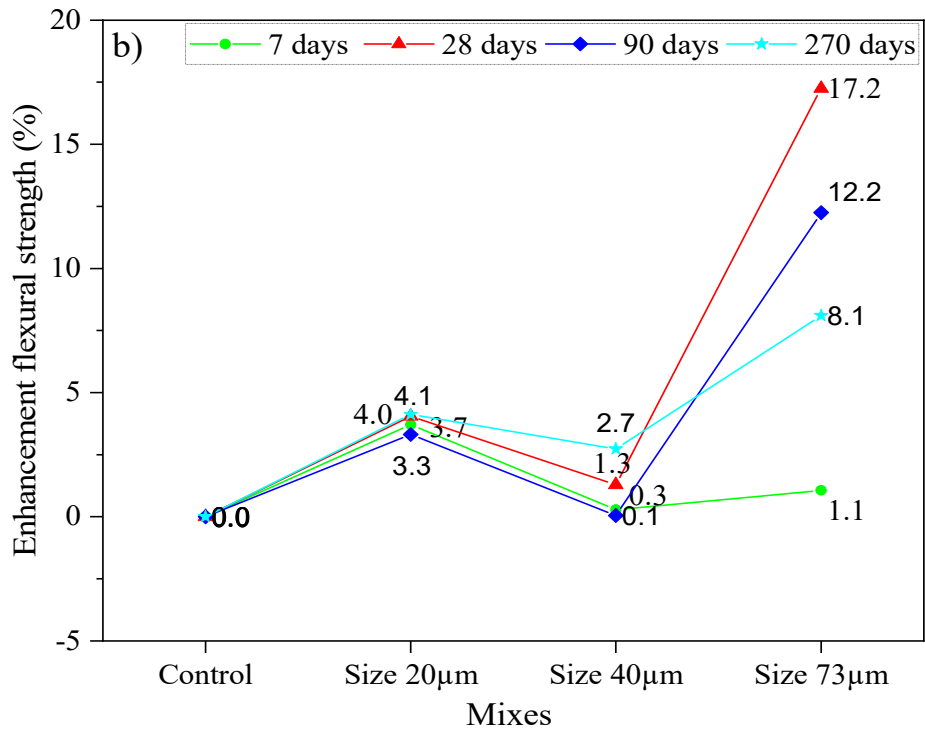 b)
7 days
28 days
90 days
270 days
Enhancement flexural strength (%)
20
15
10
5
0
-5
17.2
12.2
8.1
4.1
4.0
3.7
3.3
2.7
1.3
0.3
0.1
1.1
0.0
Control
Size 20µm
Size 40µm
Size 73µm
Mixes